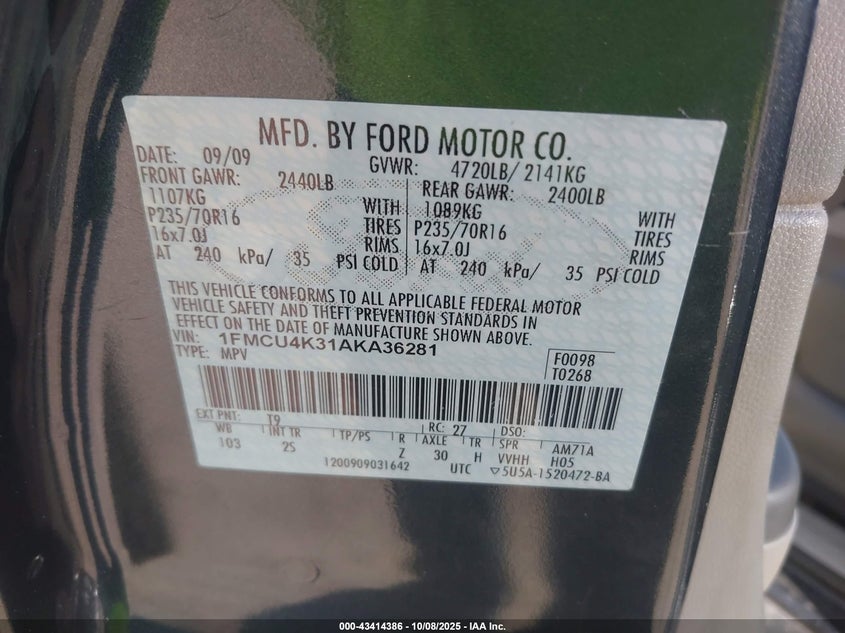 MFD. BY FORD MOTOR CO.
DATE: 09/09 GVWR: 4720LB/ 2141KG
FRONT GAWR: 2440LB REAR GAWR: 2400LB
1107KG WITH 1089KG WITH
P235/70R16 TIRES P235/70R16 TIRES
16x7.0J RIMS 16x7.0J RIMS
AT 240 kPa/ 35 PSI COLD AT 240 kPa/ 35 PSI COLD
THIS VEHICLE CONFORMS TO ALL APPLICABLE FEDERAL MOTOR
VEHICLE SAFETY AND THEFT PREVENTION STANDARDS IN
EFFECT ON THE DATE OF MANUFACTURE SHOWN ABOVE.
VIN: 1FMCU4K31AKA36281
TYPE: MPV
F0098
T0268
EXT PNT: T9 RC: 27 DSO:
WB INT TR TP/PS R AXLE TR SPR AM71A
103 2S Z 30 H VVHH H05
1200909031642 UTC ▽5U5A-1520472-BA
000-43414386 - 10/08/2025 - IAA Inc.